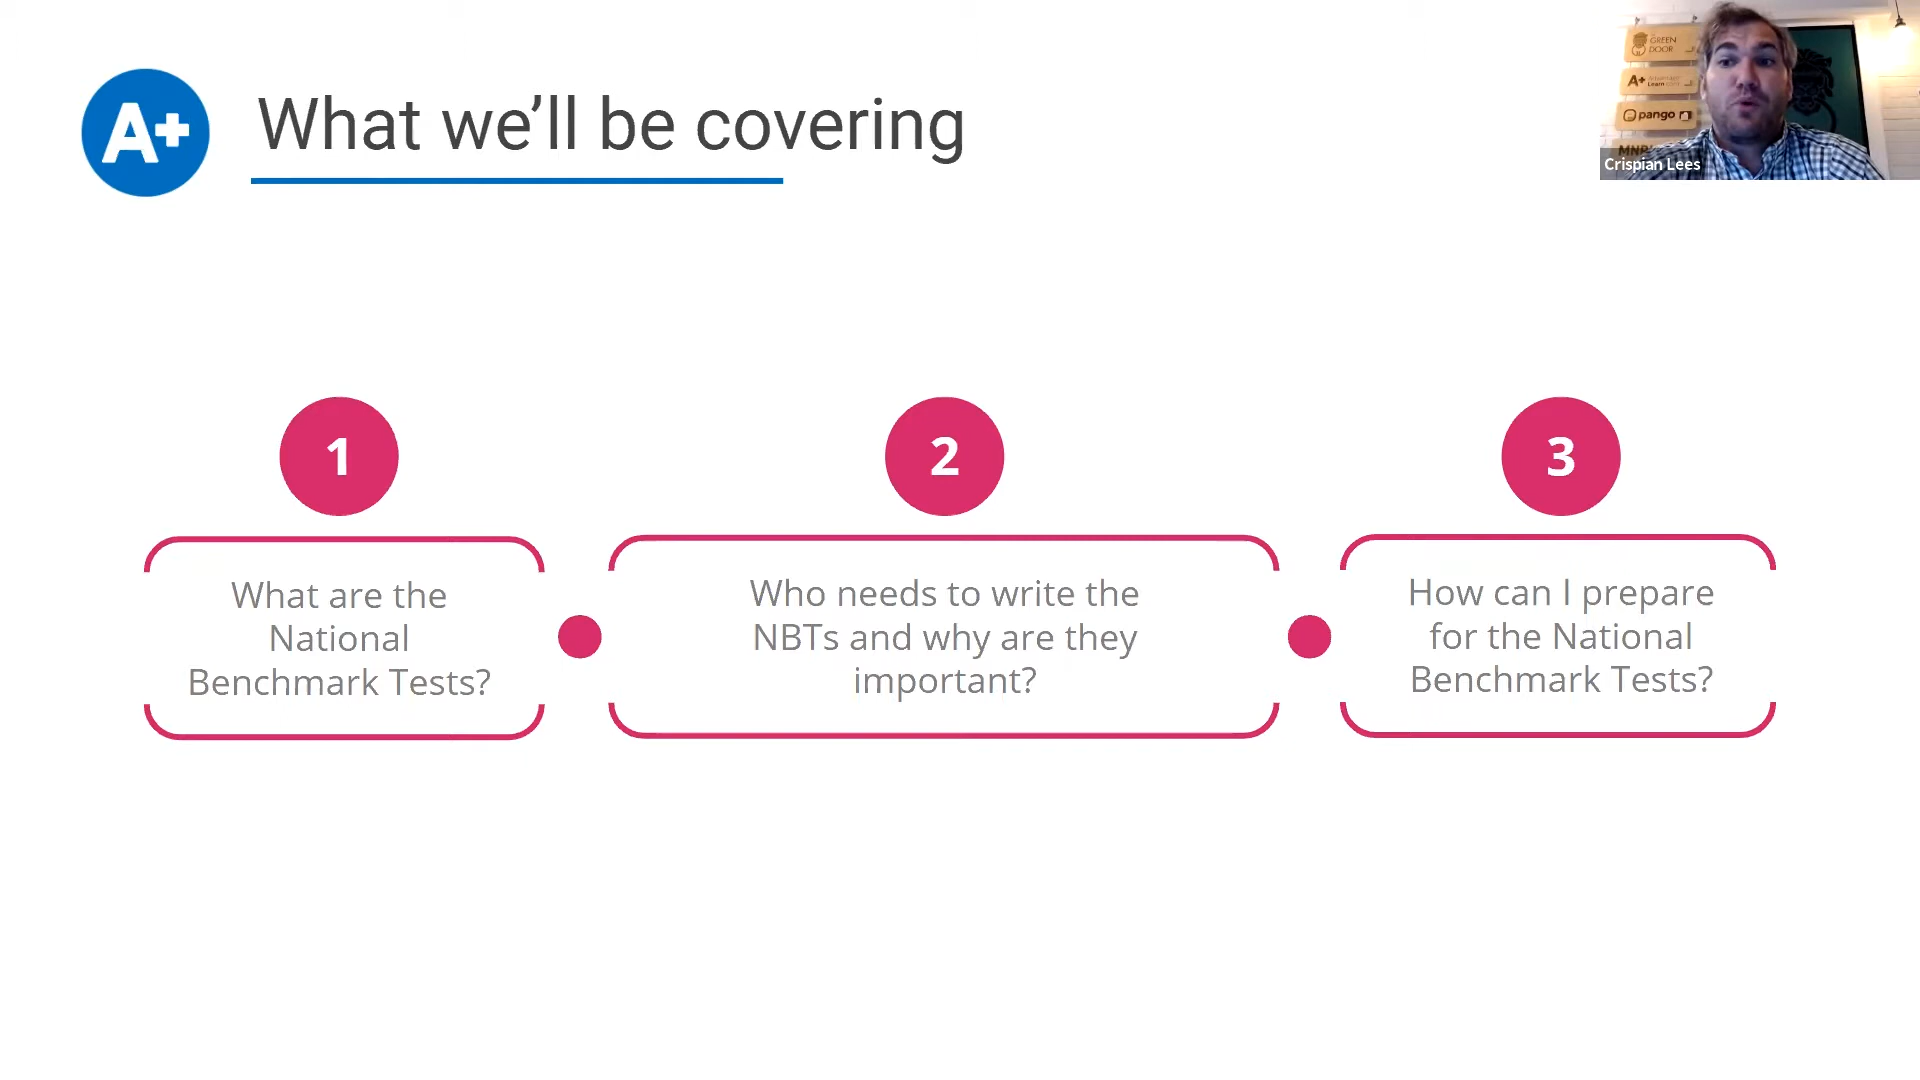 A+
What we’ll be covering
GREEN
DOOR
A+
Learn
pango
Crispian Lees
1
2
3
What are the
National
Benchmark Tests?
Who needs to write the
NBTs and why are they
important?
How can I prepare
for the National
Benchmark Tests?